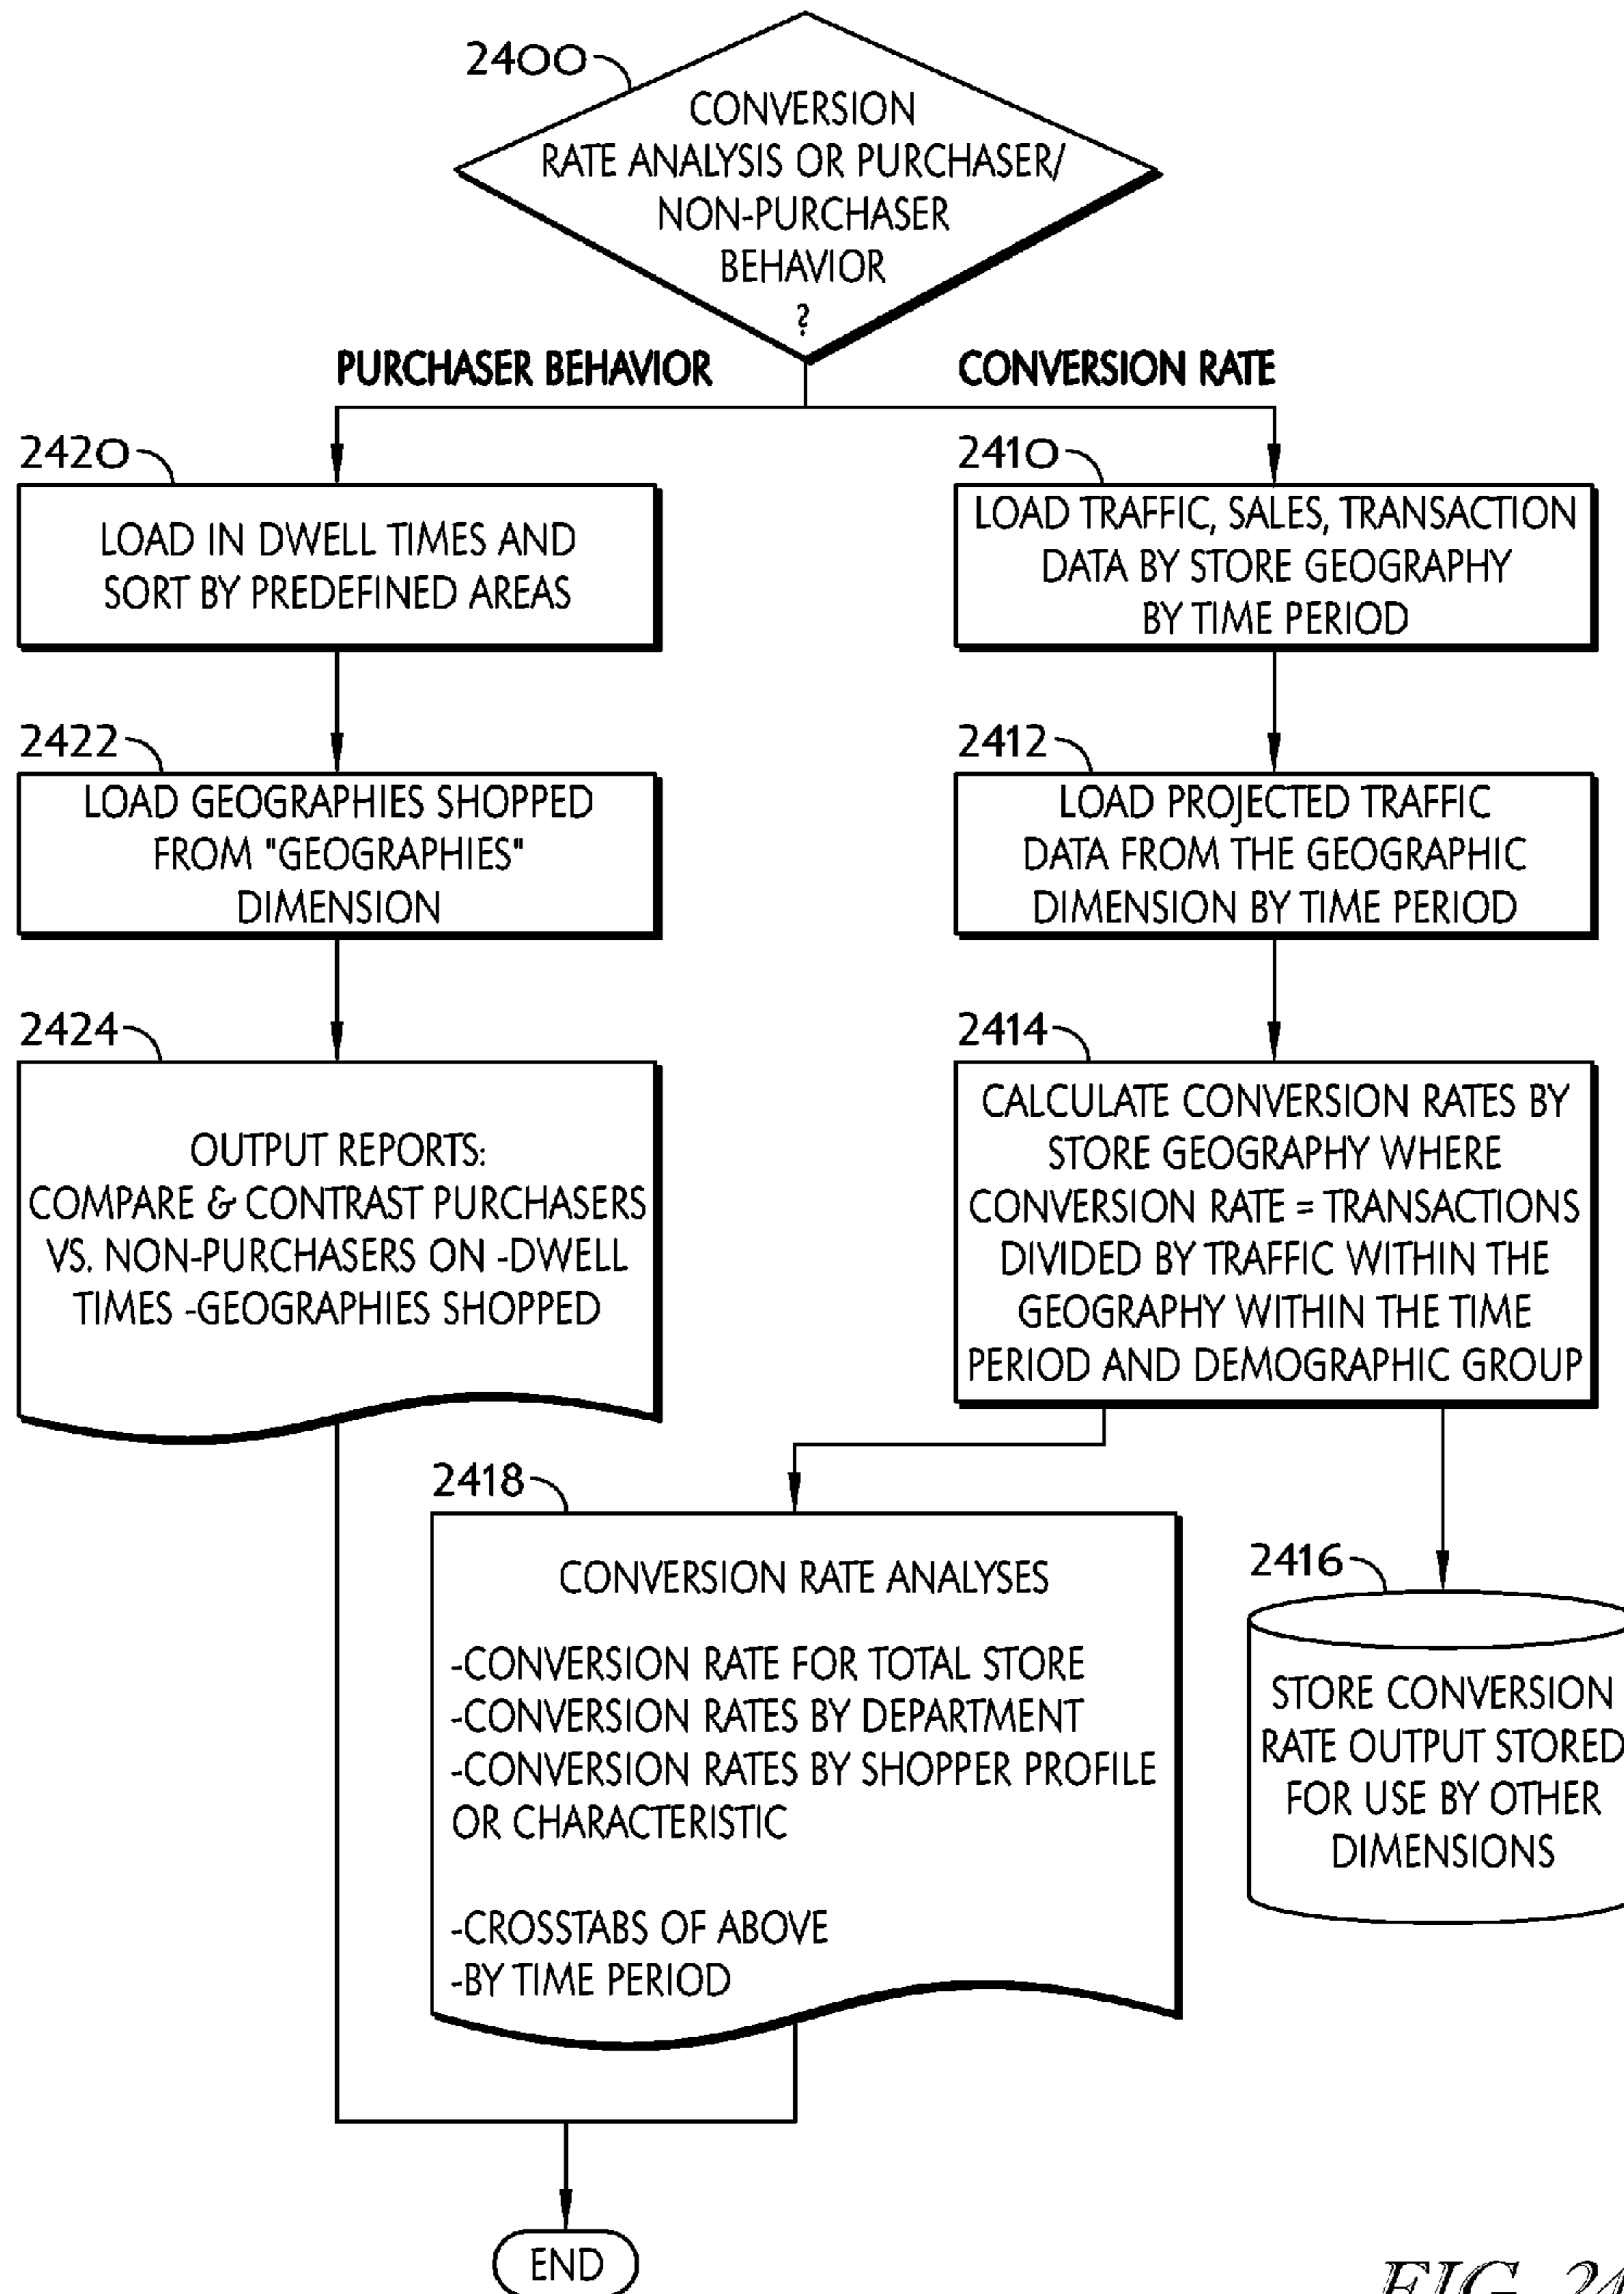 2400
CONVERSION
RATE ANALYSIS OR PURCHASER/
NON-PURCHASER
BEHAVIOR
?
PURCHASER BEHAVIOR
CONVERSION RATE
2420
LOAD IN DWELL TIMES AND
SORT BY PREDEFINED AREAS
2410
LOAD TRAFFIC, SALES, TRANSACTION
DATA BY STORE GEOGRAPHY
BY TIME PERIOD
2422
LOAD GEOGRAPHIES SHOPPED
FROM "GEOGRAPHIES"
DIMENSION
2412
LOAD PROJECTED TRAFFIC
DATA FROM THE GEOGRAPHIC
DIMENSION BY TIME PERIOD
2424
OUTPUT REPORTS:
COMPARE & CONTRAST PURCHASERS
VS. NON-PURCHASERS ON -DWELL
TIMES -GEOGRAPHIES SHOPPED
2414
CALCULATE CONVERSION RATES BY
STORE GEOGRAPHY WHERE
CONVERSION RATE = TRANSACTIONS
DIVIDED BY TRAFFIC WITHIN THE
GEOGRAPHY WITHIN THE TIME
PERIOD AND DEMOGRAPHIC GROUP
2418
CONVERSION RATE ANALYSES
-CONVERSION RATE FOR TOTAL STORE
-CONVERSION RATES BY DEPARTMENT
-CONVERSION RATES BY SHOPPER PROFILE
OR CHARACTERISTIC
-CROSSTABS OF ABOVE
-BY TIME PERIOD
2416
STORE CONVERSION
RATE OUTPUT STORED
FOR USE BY OTHER
DIMENSIONS
END
FIG. 24